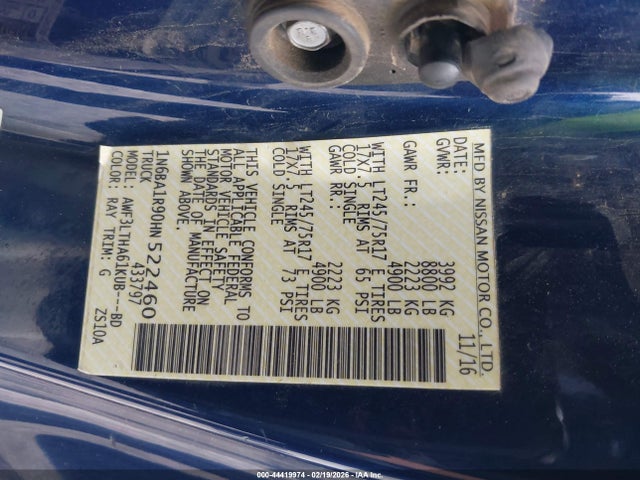 MFD BY NISSAN MOTOR CO., LTD.
DATE: 11/16
GVWR: 3992 KG
8800 LB
GAWR FR.: 2223 KG
4900 LB
WITH LT245/75R17 E TIRES
17X7.5 RIMS AT 65 PSI
COLD SINGLE
GAWR RR.: 2223 KG
4900 LB
WITH LT245/75R17 E TIRES
17X7.5 RIMS AT 73 PSI
COLD SINGLE
THIS VEHICLE CONFORMS TO
ALL APPLICABLE FEDERAL
MOTOR VEHICLE SAFETY
STANDARDS IN EFFECT ON
THE DATE OF MANUFACTURE
SHOWN ABOVE.
1N6BA1R90HN522460
TRUCK 433797
MODEL: AWF3LTHA61KUB---BD
COLOR: RAY TRIM: G ZS10A
000-44419974 | 02/19/2026 - IAA Inc.